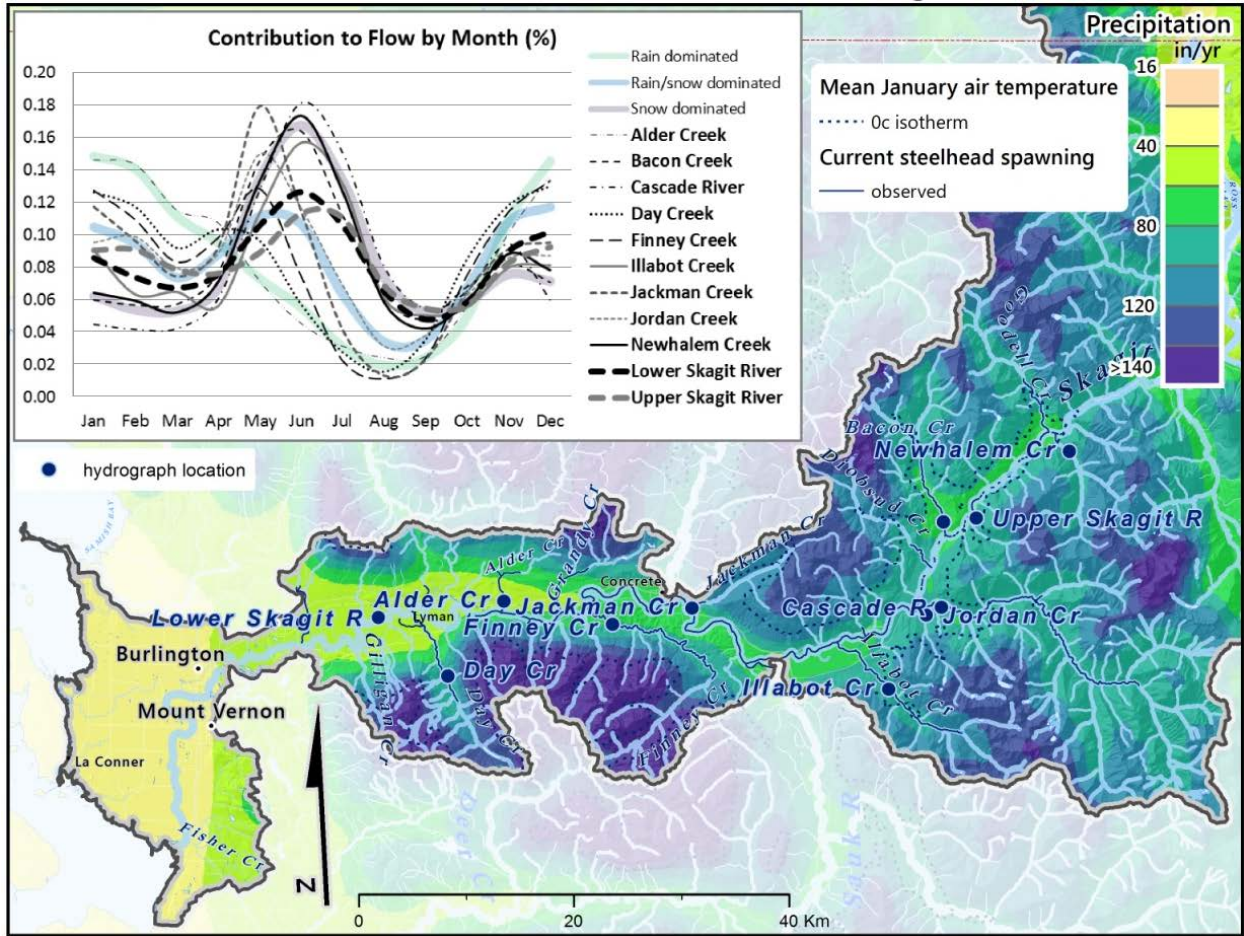 Contribution to Flow by Month (%)
0.20
0.18
0.16
0.14
0.12
0.10
0.08
0.06
0.04
0.02
0.00
Jan Feb Mar Apr May Jun Jul Aug Sep Oct Nov Dec
Rain dominated
Rain/snow dominated
Snow dominated
Alder Creek
Bacon Creek
Cascade River
Day Creek
Finney Creek
Illabot Creek
Jackman Creek
Jordan Creek
Newhalem Creek
Lower Skagit River
Upper Skagit River
hydrograph location
Mean January air temperature
0c isotherm
Current steelhead spawning
observed
Precipitation
in/yr
16
40
80
120
>140
ROSS
Goodell Cr
Skagit
Bacon Cr
Newhalem Cr
Diobsud Cr
Upper Skagit R
SAMISH BAY
Grandy Cr
Alder Cr
Concrete
Jackman Cr
Alder Cr
Jackman Cr
Cascade R
Jordan Cr
Lower Skagit R
Lyman
Finney Cr
Burlington
Gilligan Cr
Day Cr
Day Cr
Illabot Cr
Illabot Cr
Mount Vernon
Finney Cr
La Conner
Deer Cr
Sauk R
Fisher Cr
N
0 20 40 Km